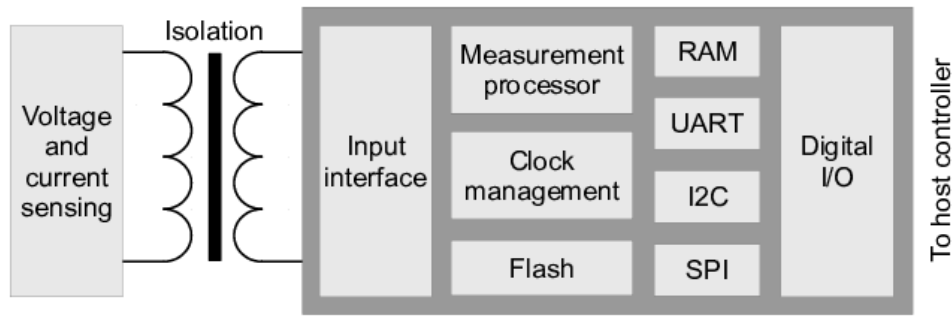 Isolation
Voltage
and
current
sensing
Input
interface
Measurement
processor
Clock
management
Flash
RAM
UART
I2C
SPI
Digital
I/O
To host controller